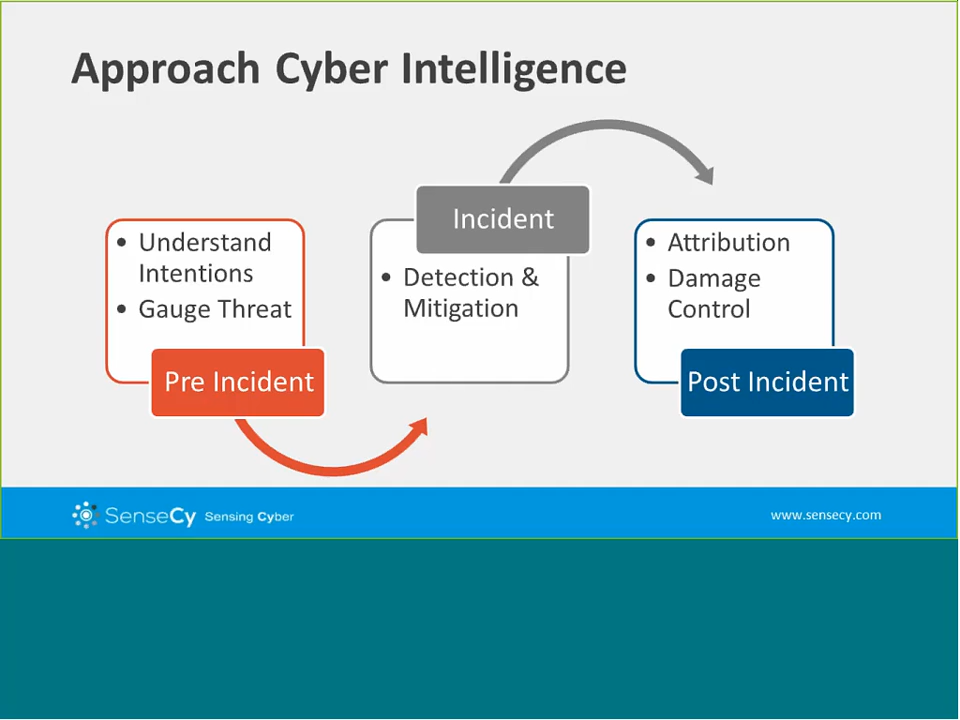 Approach Cyber Intelligence
• Understand
Intentions
• Gauge Threat
Pre Incident
Incident
• Detection &
Mitigation
• Attribution
• Damage
Control
Post Incident
SenseCy Sensing Cyber
www.sensecy.com